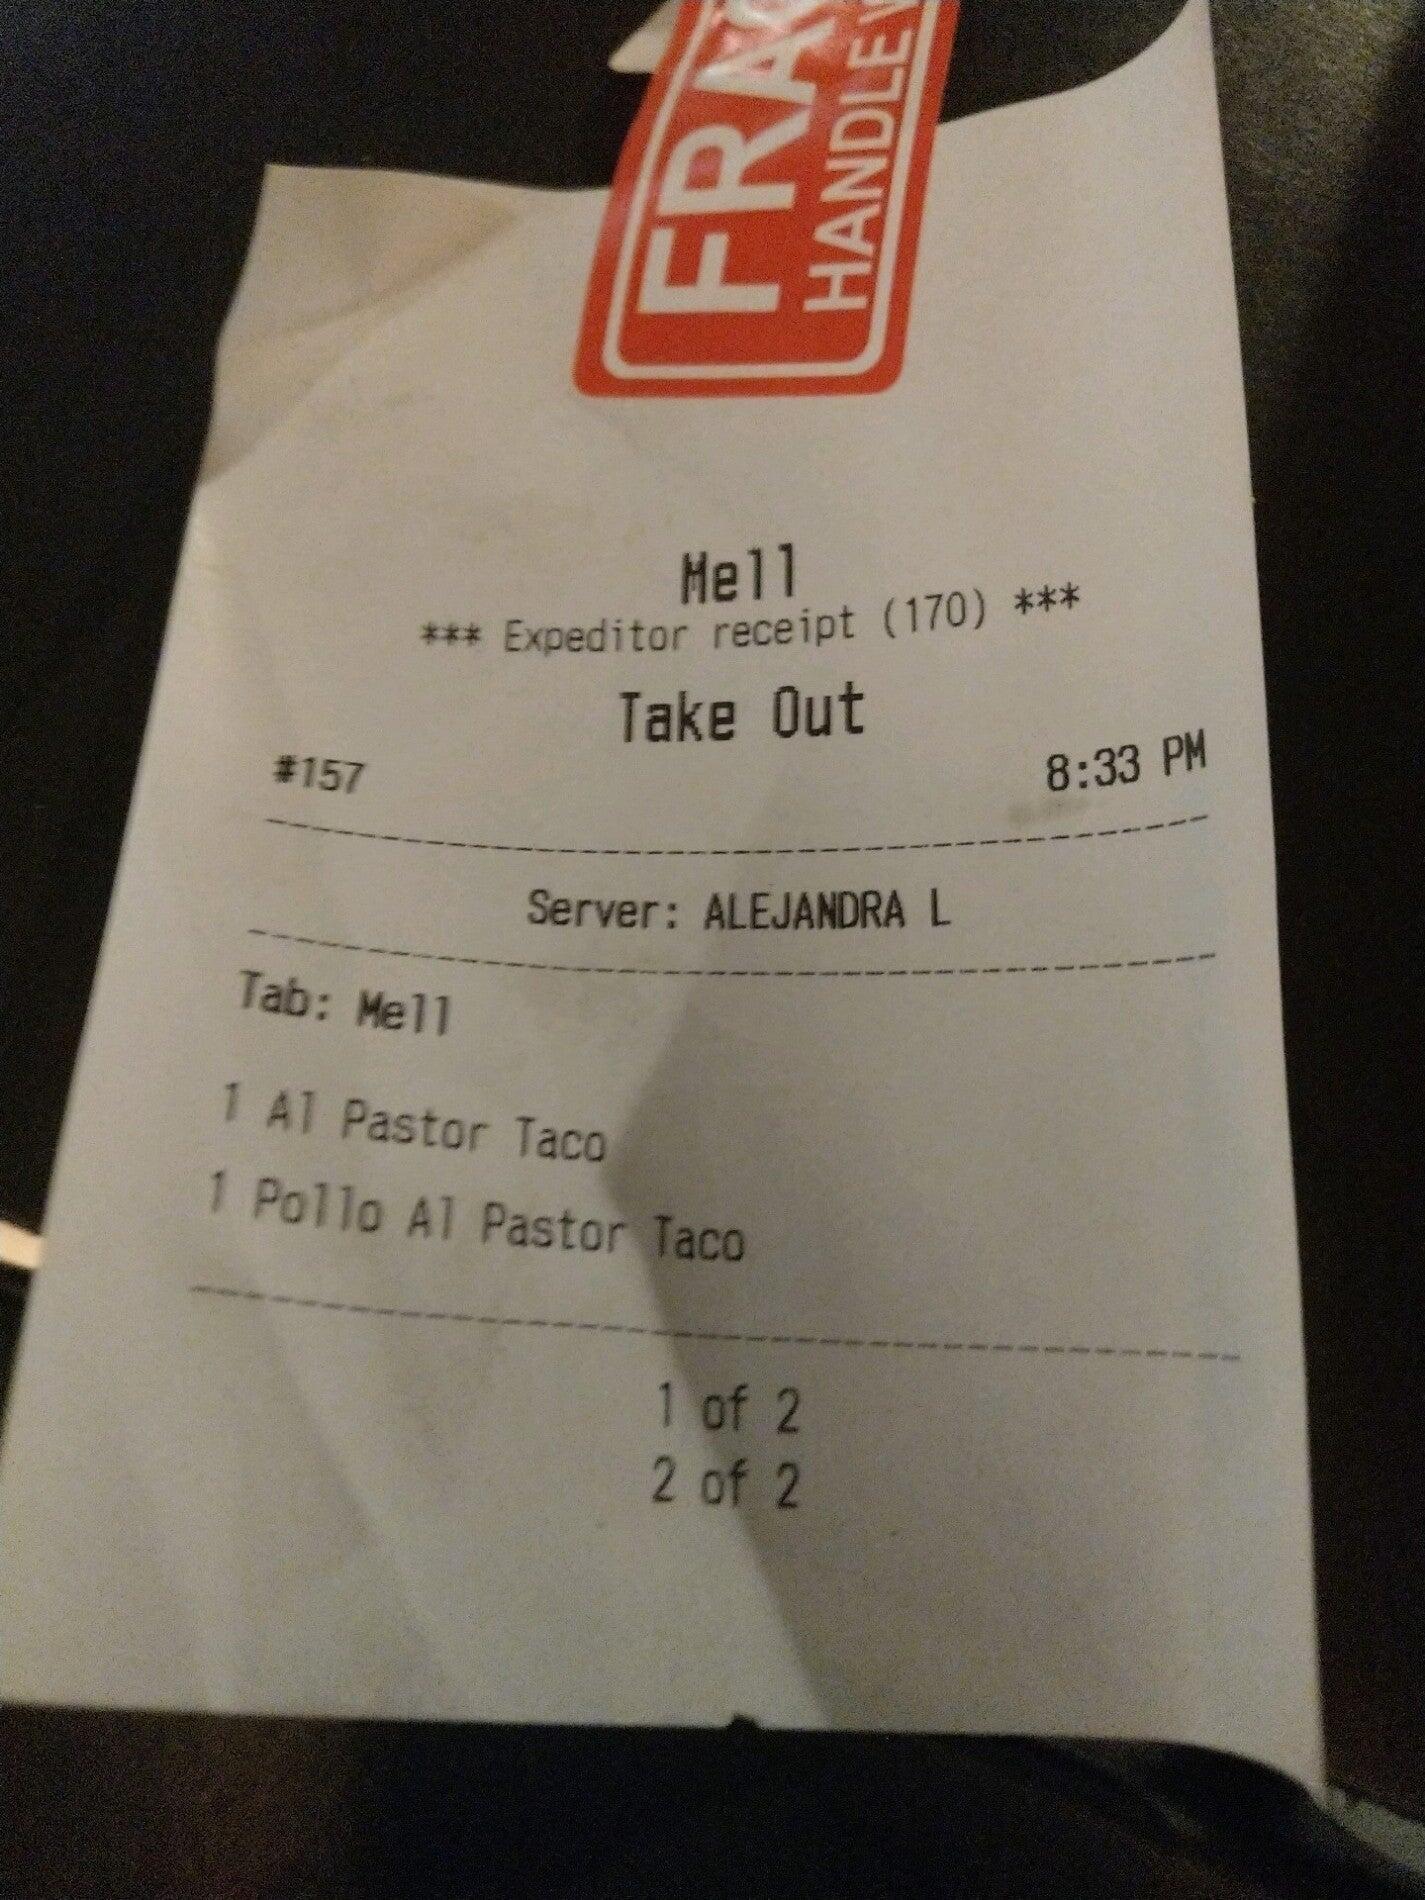 FRA
HANDLE
Mell
*** Expeditor receipt (170) ***
Take Out
#157 8:33 PM
Server: ALEJANDRA L
Tab: Mell
1 Al Pastor Taco
1 Pollo Al Pastor Taco
1 of 2
2 of 2